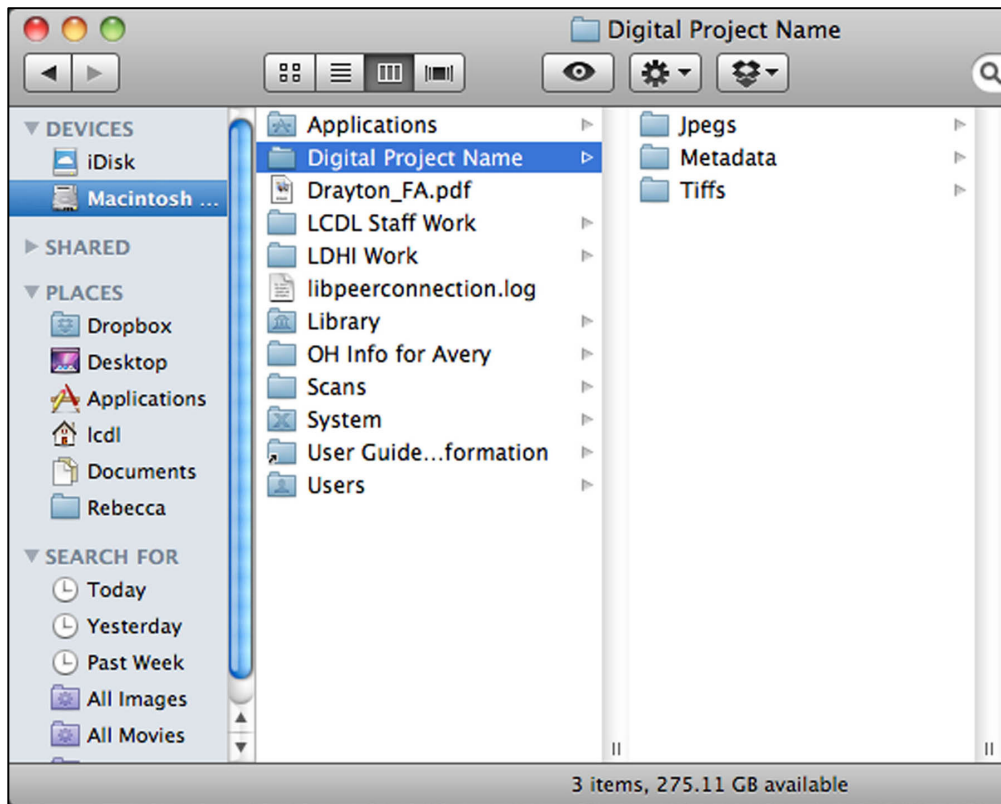 Digital Project Name
DEVICES
iDisk
Macintosh ...
SHARED
PLACES
Dropbox
Desktop
Applications
lcdl
Documents
Rebecca
SEARCH FOR
Today
Yesterday
Past Week
All Images
All Movies
Applications
Digital Project Name
Drayton_FA.pdf
LCDL Staff Work
LDHI Work
libpeerconnection.log
Library
OH Info for Avery
Scans
System
User Guide...formation
Users
Jpegs
Metadata
Tiffs
3 items, 275.11 GB available